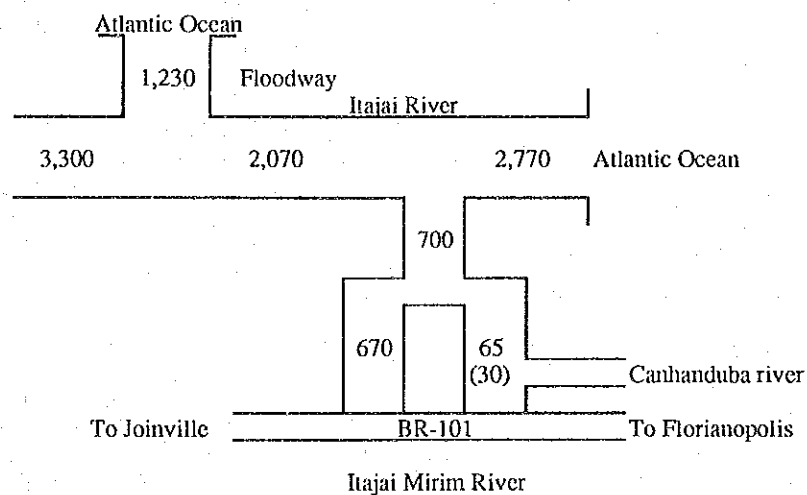 Atlantic Ocean
1,230 Floodway
Itajai River
3,300 2,070 2,770 Atlantic Ocean
700
670 65
(30)
Canhanduba river
To Joinville BR-101 To Florianopolis
Itajai Mirim River